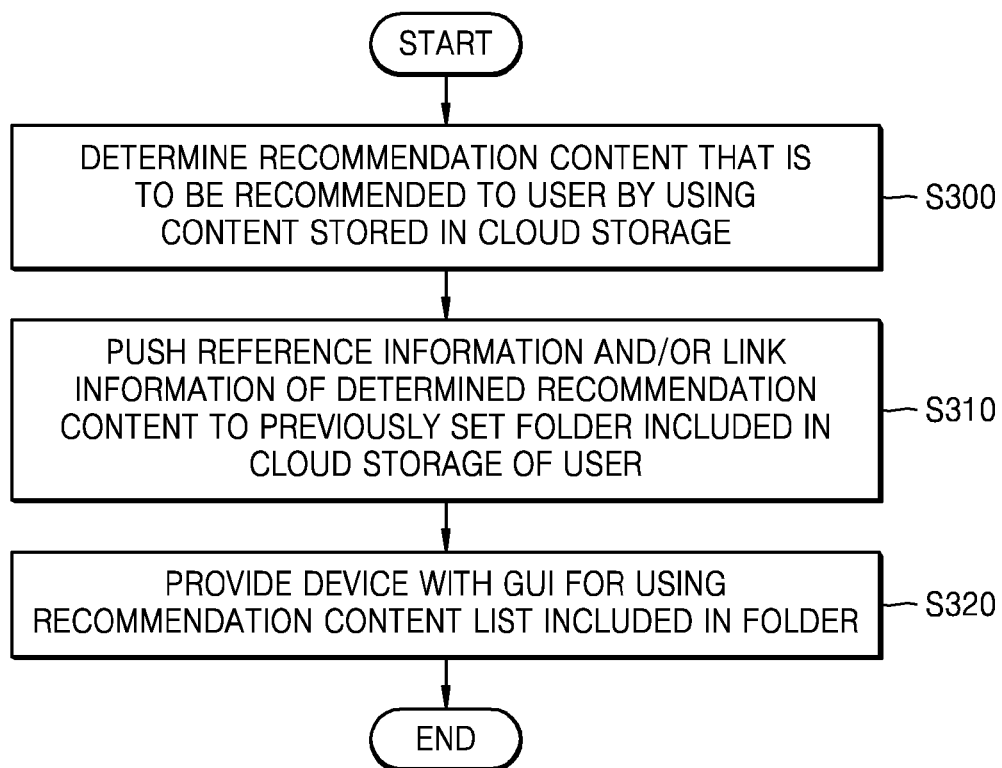 START
DETERMINE RECOMMENDATION CONTENT THAT IS
TO BE RECOMMENDED TO USER BY USING
CONTENT STORED IN CLOUD STORAGE
S300
PUSH REFERENCE INFORMATION AND/OR LINK
INFORMATION OF DETERMINED RECOMMENDATION
CONTENT TO PREVIOUSLY SET FOLDER INCLUDED IN
CLOUD STORAGE OF USER
S310
PROVIDE DEVICE WITH GUI FOR USING
RECOMMENDATION CONTENT LIST INCLUDED IN FOLDER
S320
END